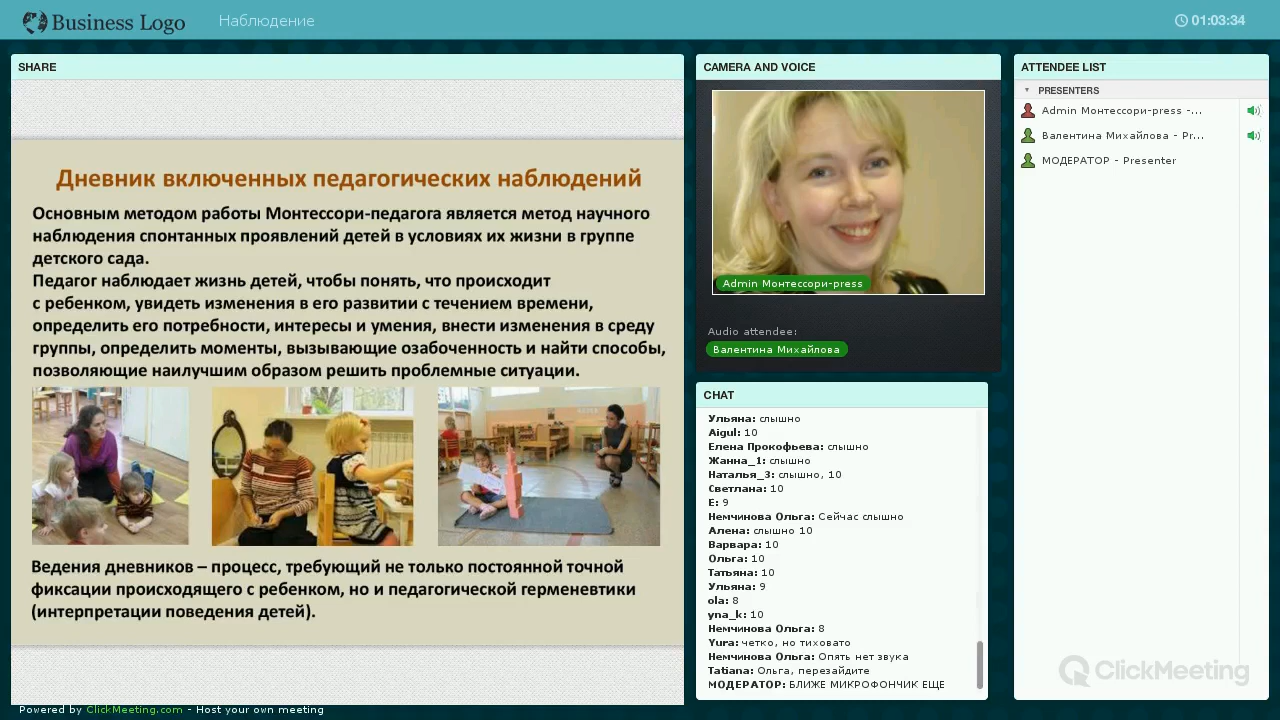 Business Logo
Наблюдение
01:03:34
SHARE
Дневник включенных педагогических наблюдений
Основным методом работы Монтессори-педагога является метод научного
наблюдения спонтанных проявлений детей в условиях их жизни в группе
детского сада.
Педагог наблюдает жизнь детей, чтобы понять, что происходит
с ребенком, увидеть изменения в его развитии с течением времени,
определить его потребности, интересы и умения, внести изменения в среду
группы, определить моменты, вызывающие озабоченность и найти способы,
позволяющие наилучшим образом решить проблемные ситуации.
Ведения дневников – процесс, требующий не только постоянной точной
фиксации происходящего с ребенком, но и педагогической герменевтики
(интерпретации поведения детей).
Powered by ClickMeeting.com - Host your own meeting
CAMERA AND VOICE
Admin Монтессори-press
Audio attendee:
Валентина Михайлова
CHAT
Ульяна: слышно
Aigul: 10
Елена Прокофьева: слышно
Жанна_1: слышно
Наталья_3: слышно, 10
Светлана: 10
Е: 9
Немчинова Ольга: Сейчас слышно
Алена: слышно 10
Варвара: 10
Ольга: 10
Татьяна: 10
Ульяна: 9
ola: 8
yna_k: 10
Немчинова Ольга: 8
Yura: четко, но тиховато
Немчинова Ольга: Опять нет звука
Tatiana: Ольга, перезайдите
МОДЕРАТОР: БЛИЖЕ МИКРОФОНЧИК ЕЩЕ
ATTENDEE LIST
PRESENTERS
Admin Монтессори-press -...
Валентина Михайлова - Pr...
МОДЕРАТОР - Presenter
ClickMeeting